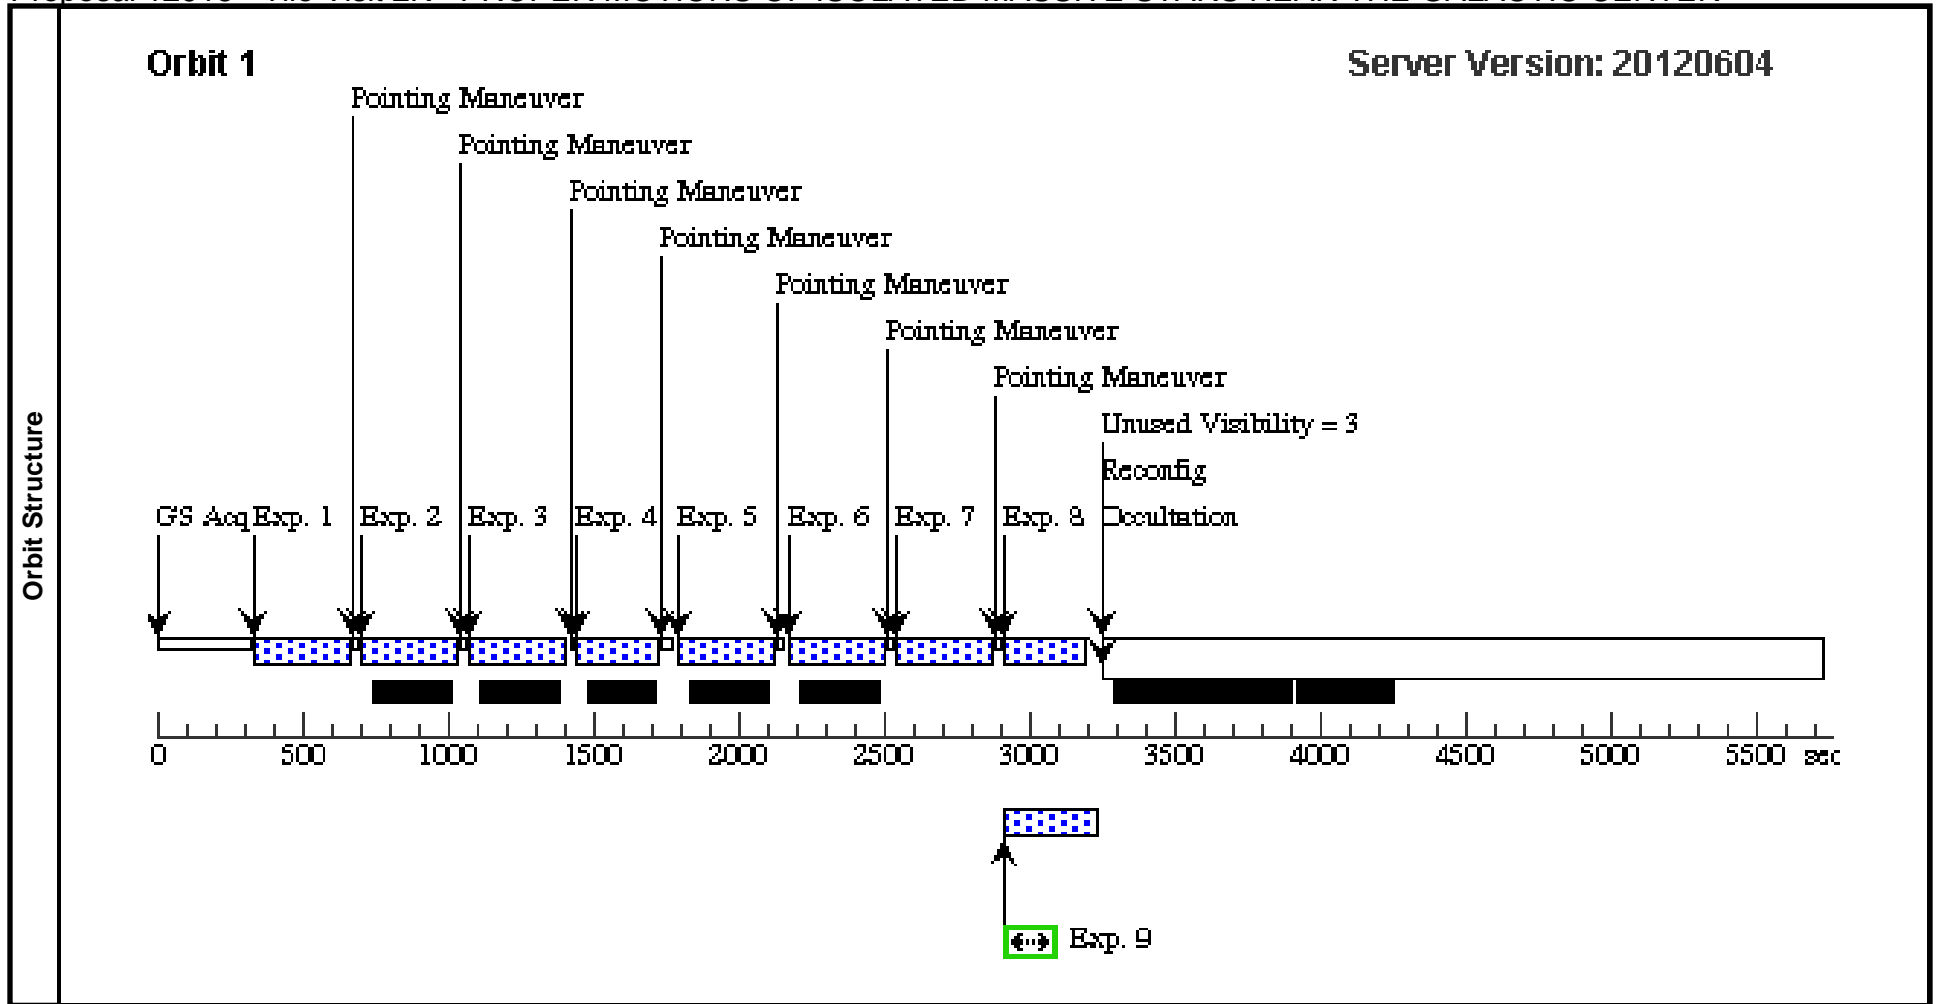 Orbit 1
Server Version: 20120604
Pointing Maneuver
Pointing Maneuver
Pointing Maneuver
Pointing Maneuver
Pointing Maneuver
Pointing Maneuver
Pointing Maneuver
Unused Visibility = 3
Reconfig
GS Acq Exp. 1 Exp. 2 Exp. 3 Exp. 4 Exp. 5 Exp. 6 Exp. 7 Exp. 8 Occultation
Orbit Structure
0 500 1000 1500 2000 2500 3000 3500 4000 4500 5000 5500 sec
Exp. 9